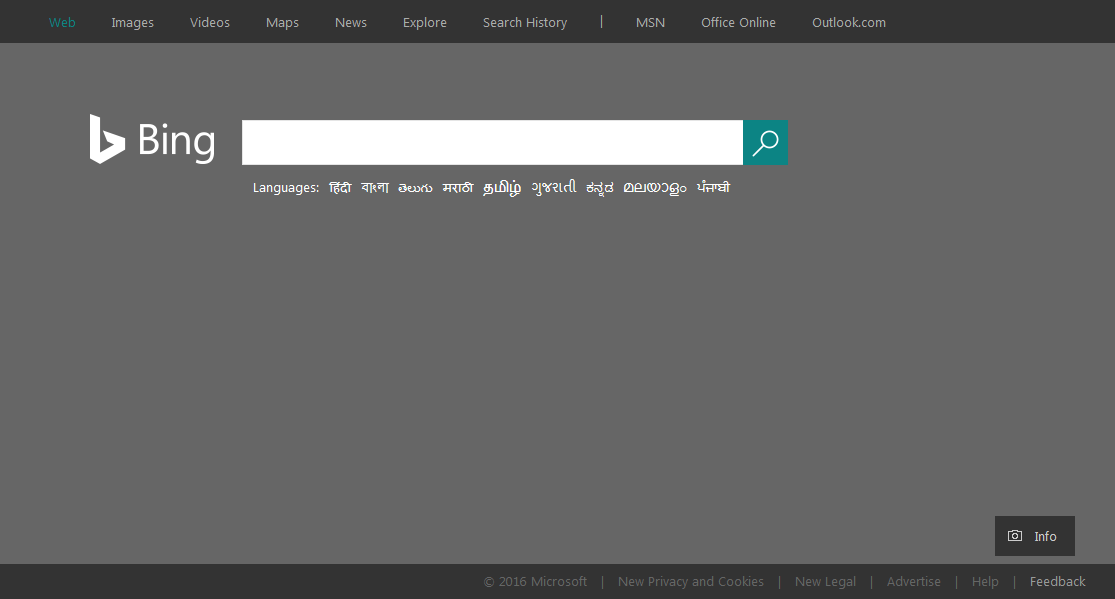 Web Images Videos Maps News Explore Search History | MSN Office Online Outlook.com
Bing
Languages: हिंदी বাংলা తెలుగు मराठी தமிழ் ગુજરાતી ಕನ್ನಡ മലയാളം ਪੰਜਾਬੀ
Info
© 2016 Microsoft | New Privacy and Cookies | New Legal | Advertise | Help | Feedback